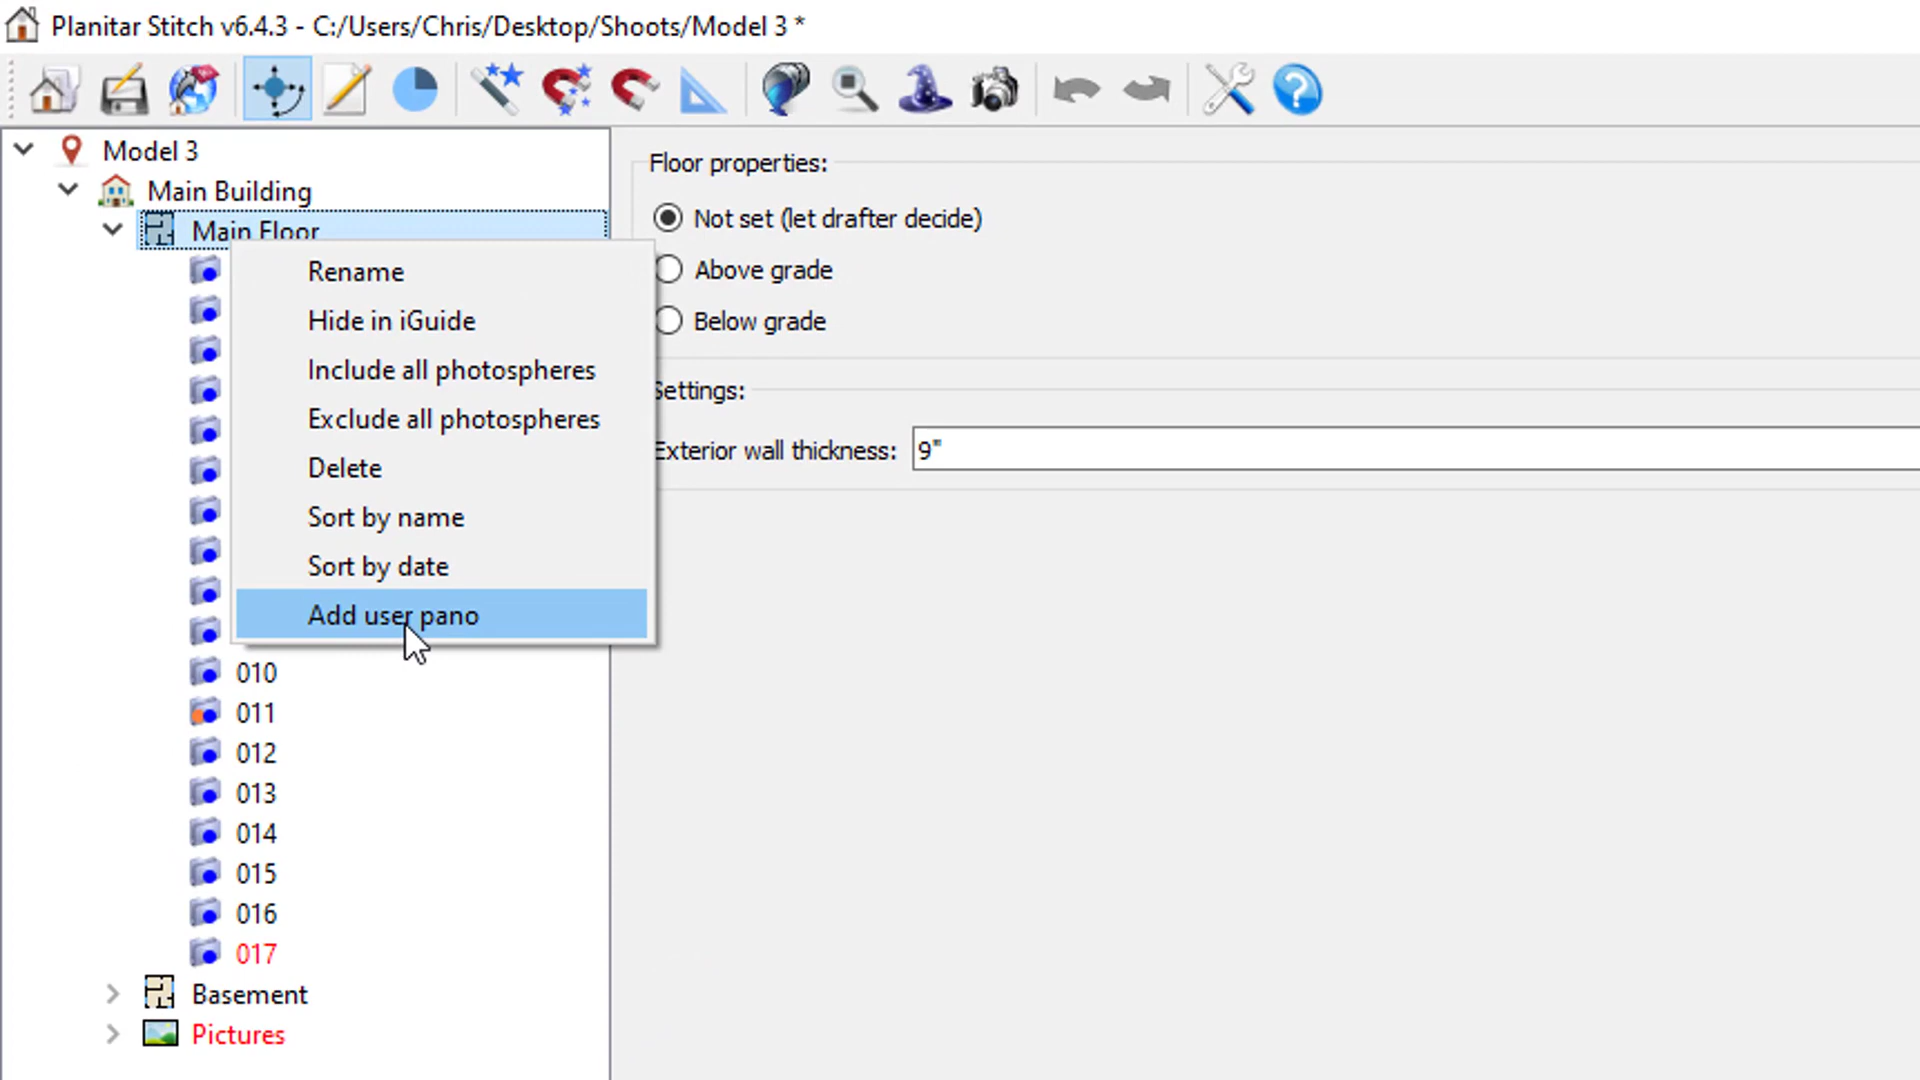 Planitar Stitch v6.4.3 - C:/Users/Chris/Desktop/Shoots/Model 3 *
Model 3
Main Building
Main Floor
Rename
Hide in iGuide
Include all photospheres
Exclude all photospheres
Delete
Sort by name
Sort by date
Add user pano
010
011
012
013
014
015
016
017
Basement
Pictures
Floor properties:
Not set (let drafter decide)
Above grade
Below grade
Settings:
Exterior wall thickness: 9"